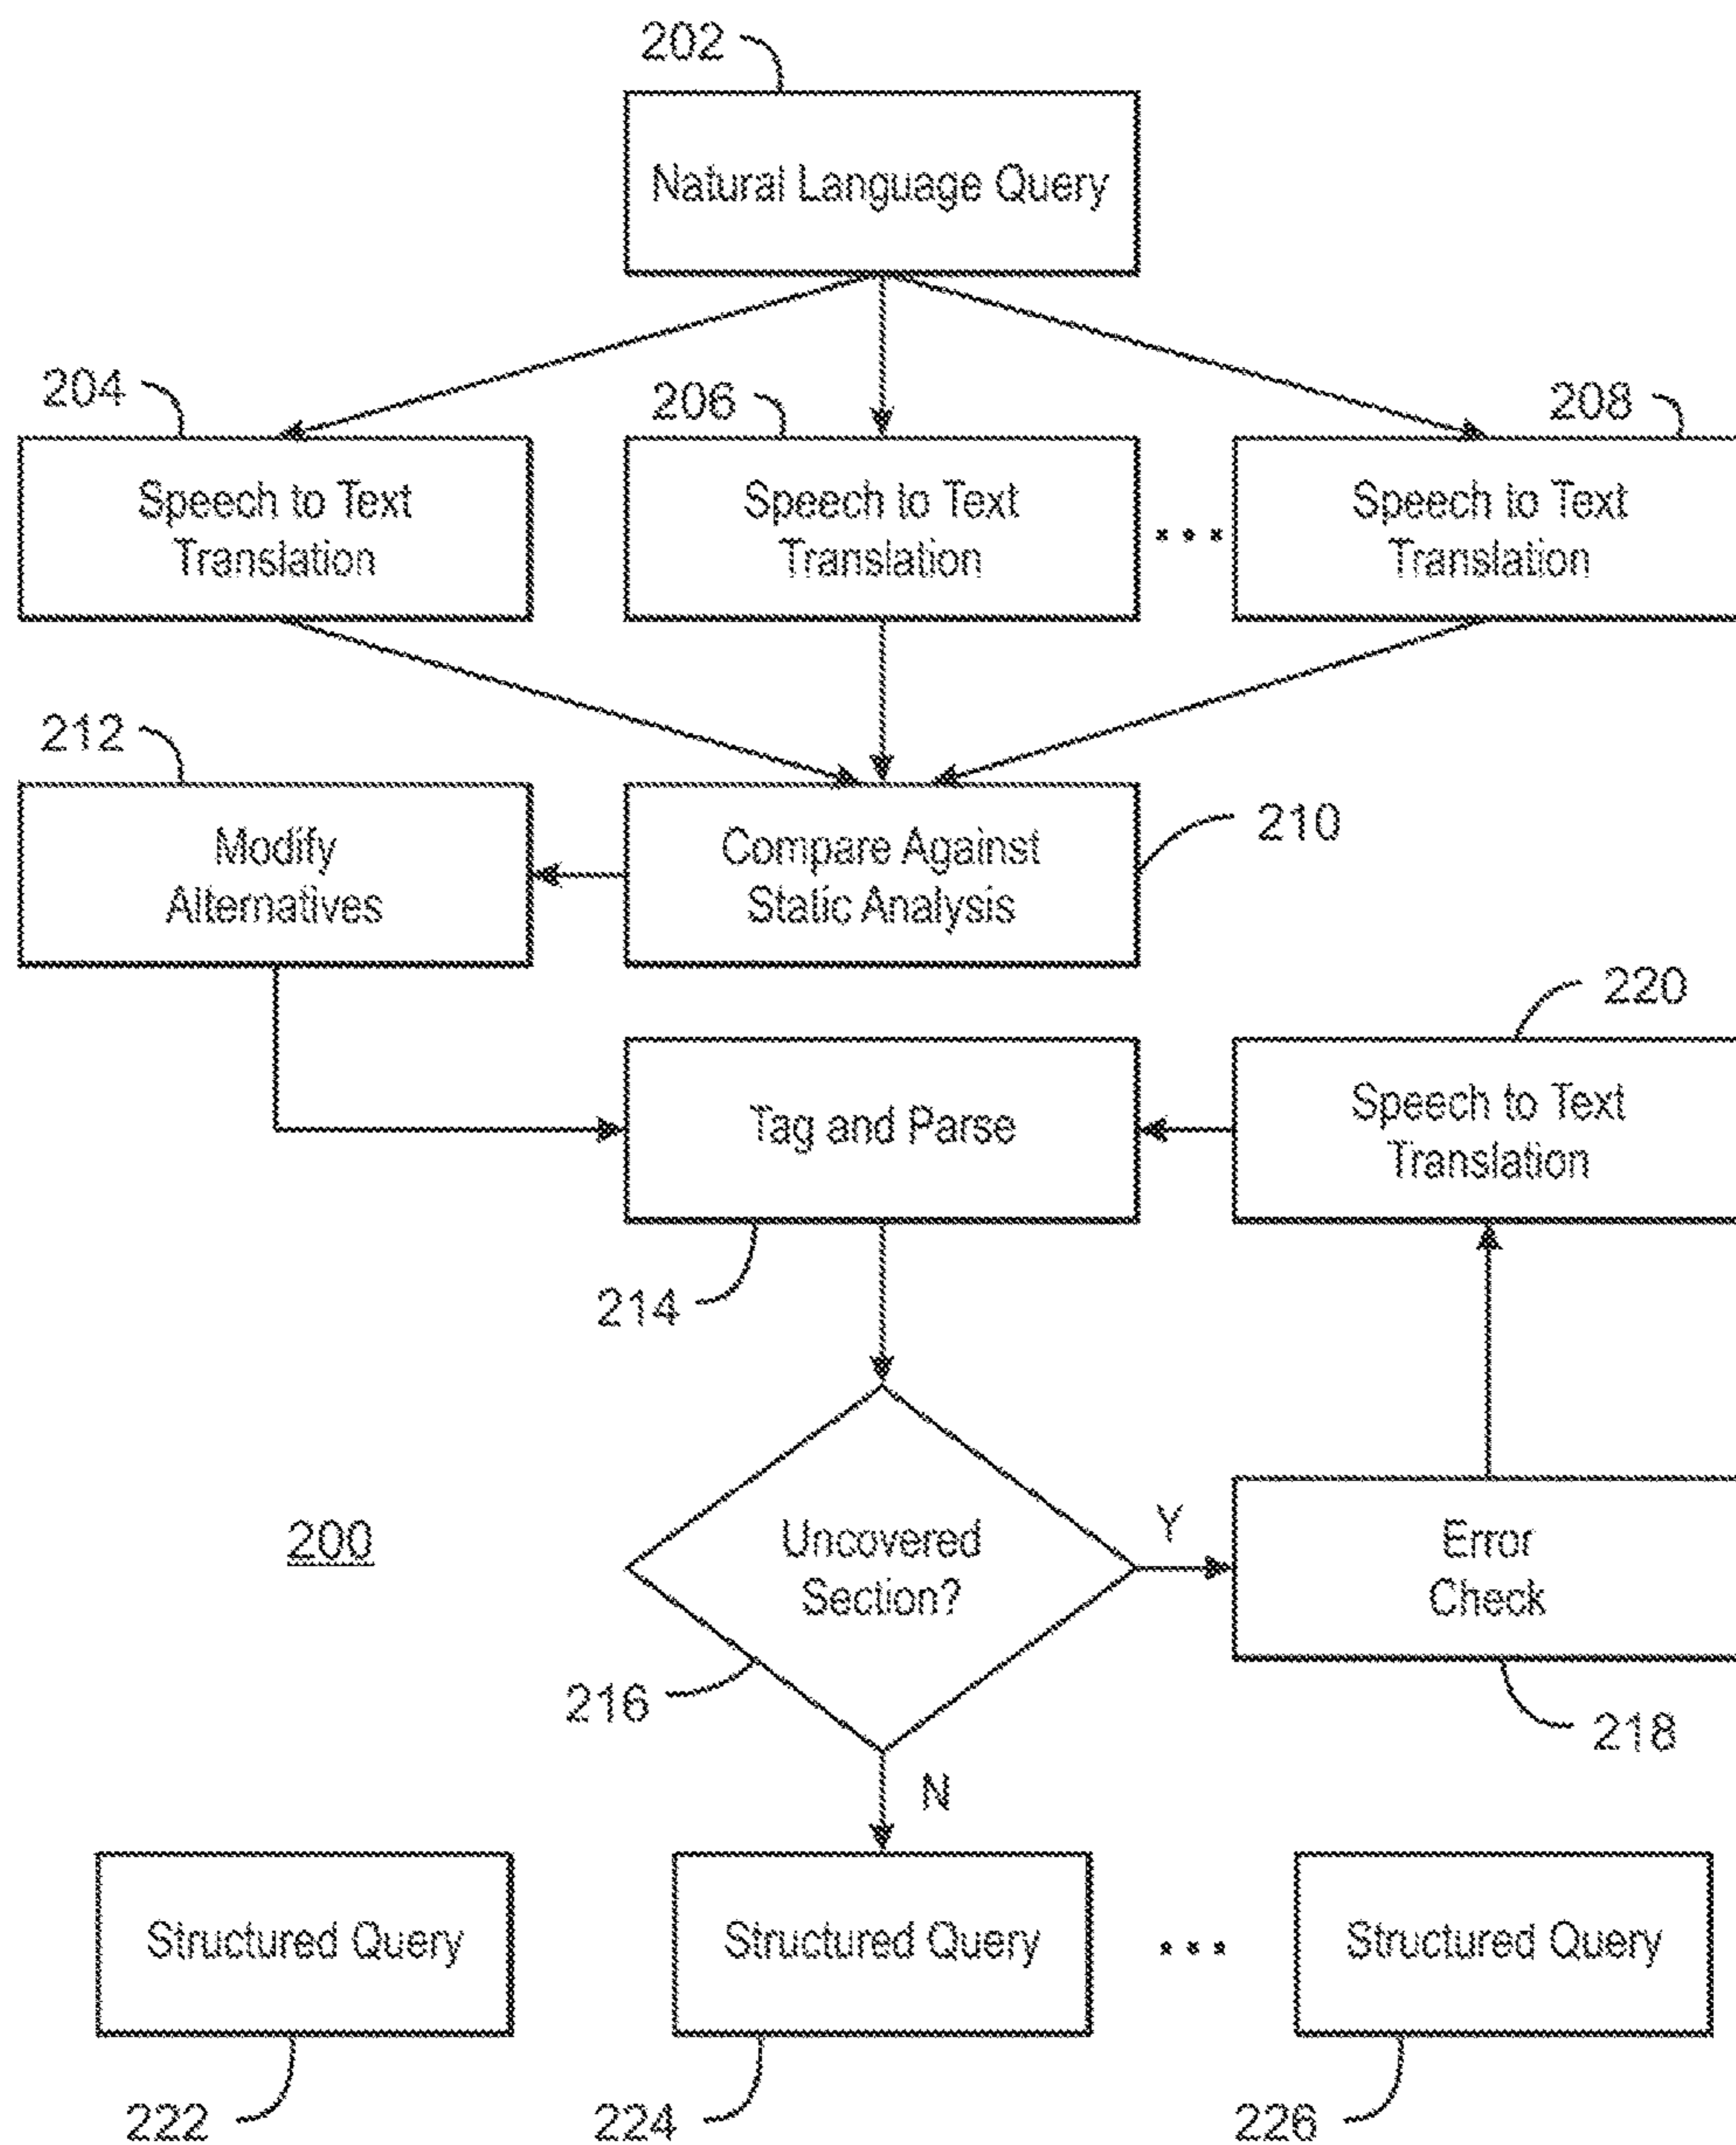 202
Natural Language Query
204
206
208
Speech to Text
Translation
Speech to Text
Translation
...
Speech to Text
Translation
212
Modify
Alternatives
Compare Against
Static Analysis
210
220
Tag and Parse
Speech to Text
Translation
214
200
Uncovered
Section?
Y
Error
Check
216
218
N
Structured Query
Structured Query
...
Structured Query
222
224
226